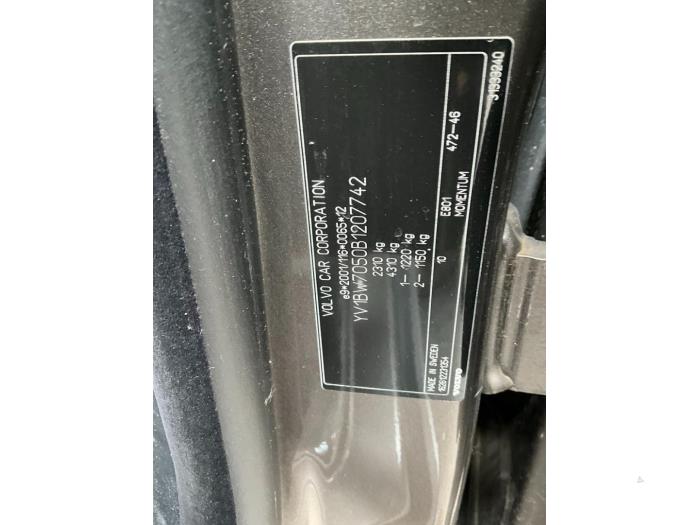 VOLVO CAR CORPORATION
e9*2001/116*0065*12
YV1BW7050B1207742
2310 kg
4310 kg
1- 1220 kg
2- 1150 kg
10 E801 472-46
MOMENTUM
31333240
MADE IN SWEDEN
VOLVO